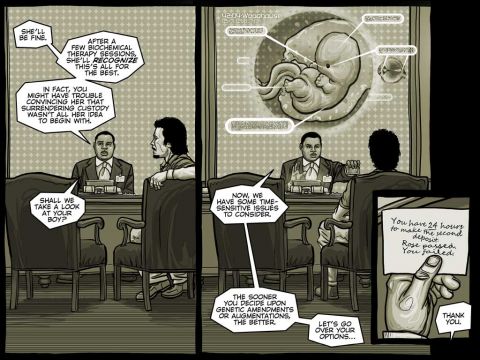 SHE'LL
BE FINE.
AFTER A
FEW BIOCHEMICAL
THERAPY SESSIONS,
SHE'LL RECOGNIZE
THIS'S ALL FOR
THE BEST.
IN FACT, YOU
MIGHT HAVE TROUBLE
CONVINCING HER THAT
SURRENDERING CUSTODY
WASN'T ALL HER IDEA
TO BEGIN WITH.
SHALL WE
TAKE A LOOK
AT YOUR
BOY?
NOW, WE
HAVE SOME TIME-
SENSITIVE ISSUES
TO CONSIDER.
THE SOONER
YOU DECIDE UPON
GENETIC AMENDMENTS
OR AUGMENTATIONS,
THE BETTER.
LET'S GO
OVER YOUR
OPTIONS...
You have 24 hours
to make the second
deposit.
Rose passed.
You failed.
THANK
YOU.